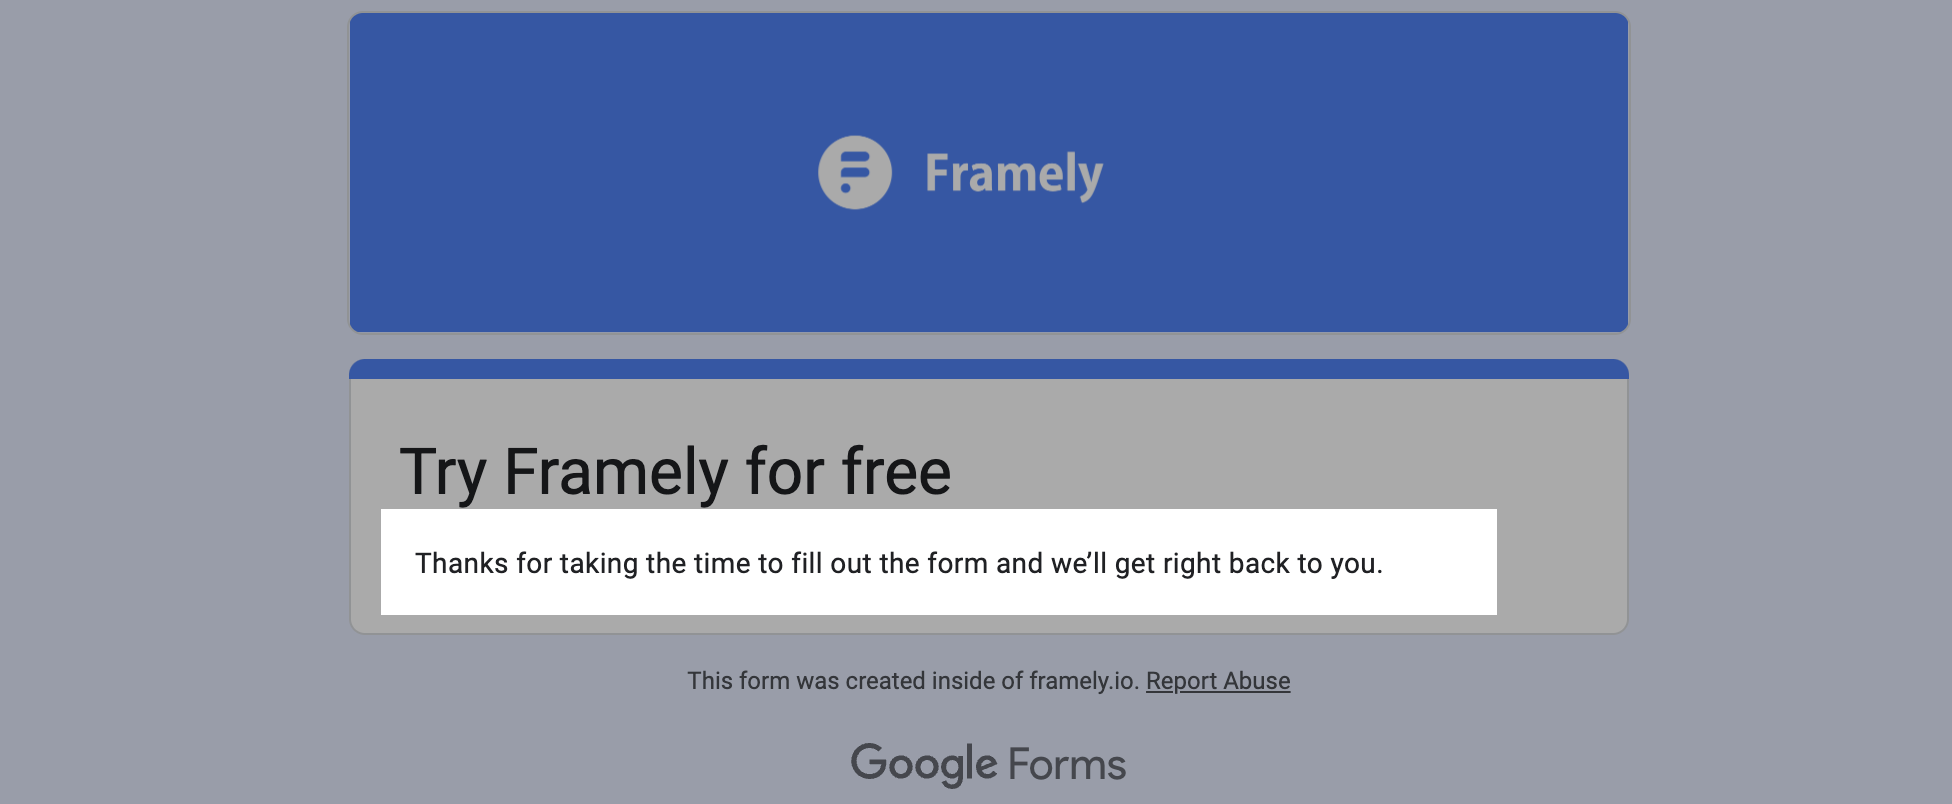 Framely
Try Framely for free
Thanks for taking the time to fill out the form and we’ll get right back to you.
This form was created inside of framely.io. Report Abuse
Google Forms